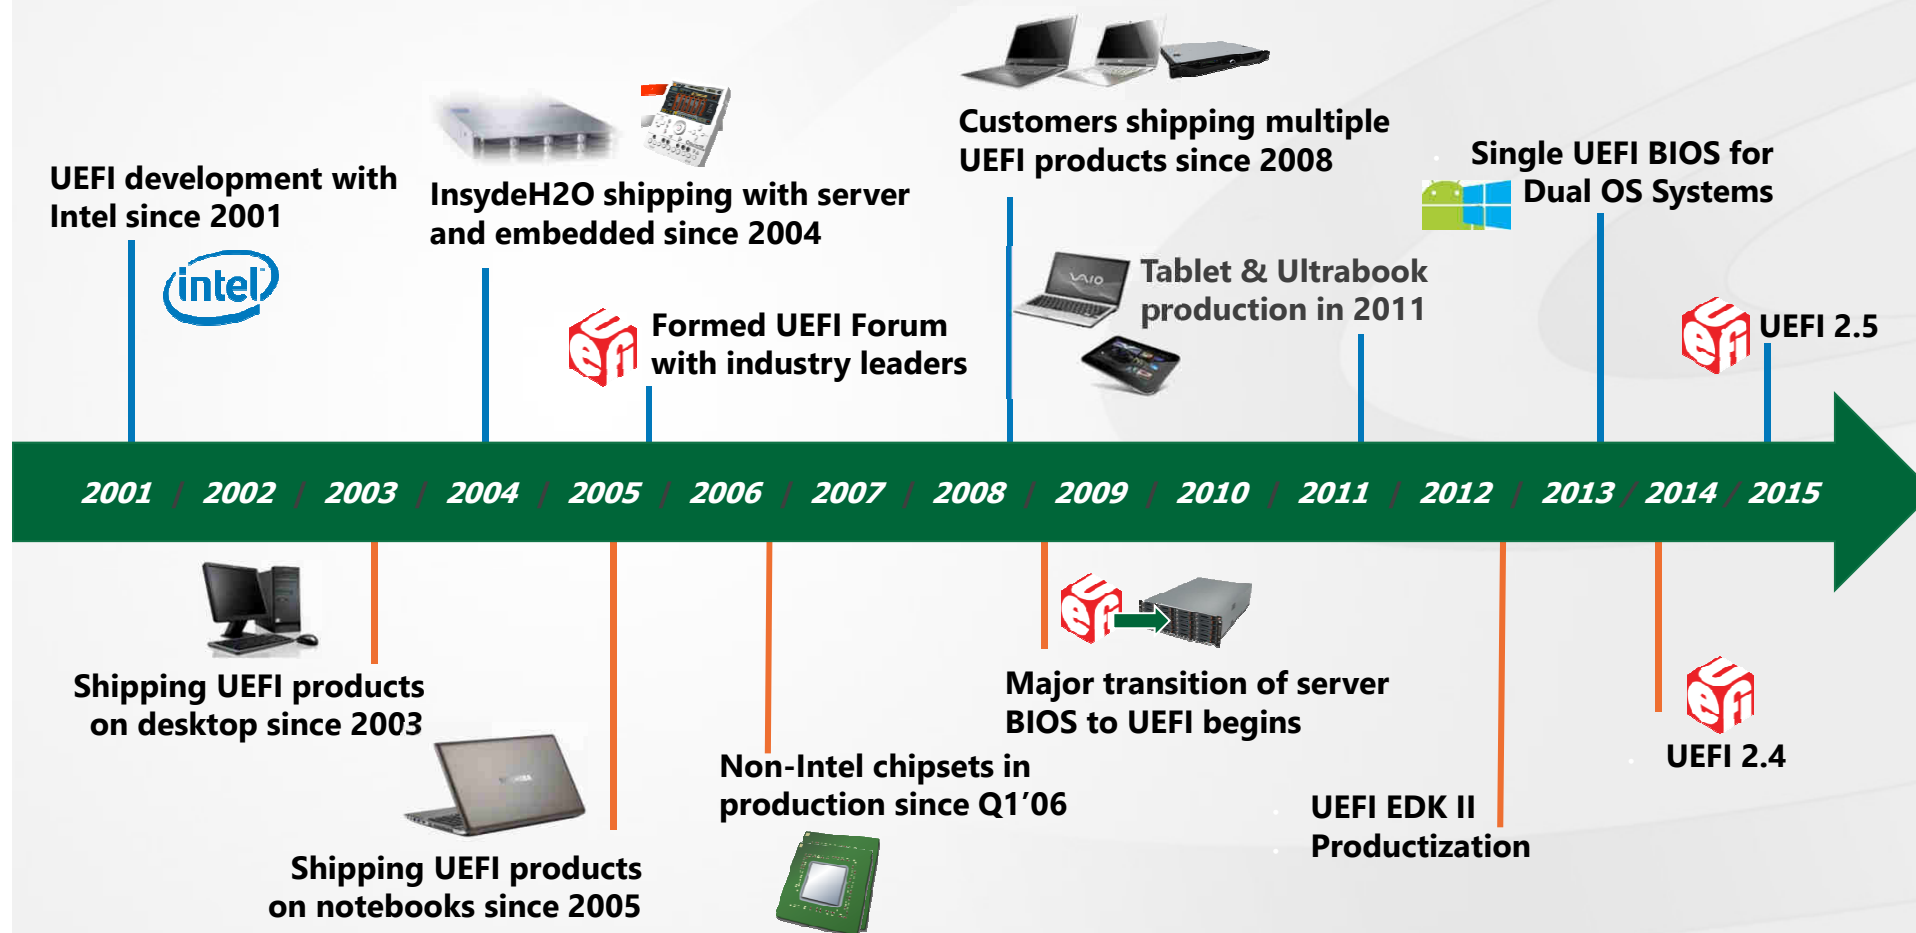 UEFI development with
Intel since 2001
intel
InsydeH2O shipping with server
and embedded since 2004
uefi
Formed UEFI Forum
with industry leaders
Customers shipping multiple
UEFI products since 2008
VAIO
Tablet & Ultrabook
production in 2011
Single UEFI BIOS for
Dual OS Systems
uefi
UEFI 2.5
2001 / 2002 / 2003 / 2004 / 2005 / 2006 / 2007 / 2008 / 2009 / 2010 / 2011 / 2012 / 2013 / 2014 / 2015
Shipping UEFI products
on desktop since 2003
Shipping UEFI products
on notebooks since 2005
Non-Intel chipsets in
production since Q1’06
uefi
Major transition of server
BIOS to UEFI begins
UEFI EDK II
Productization
uefi
UEFI 2.4